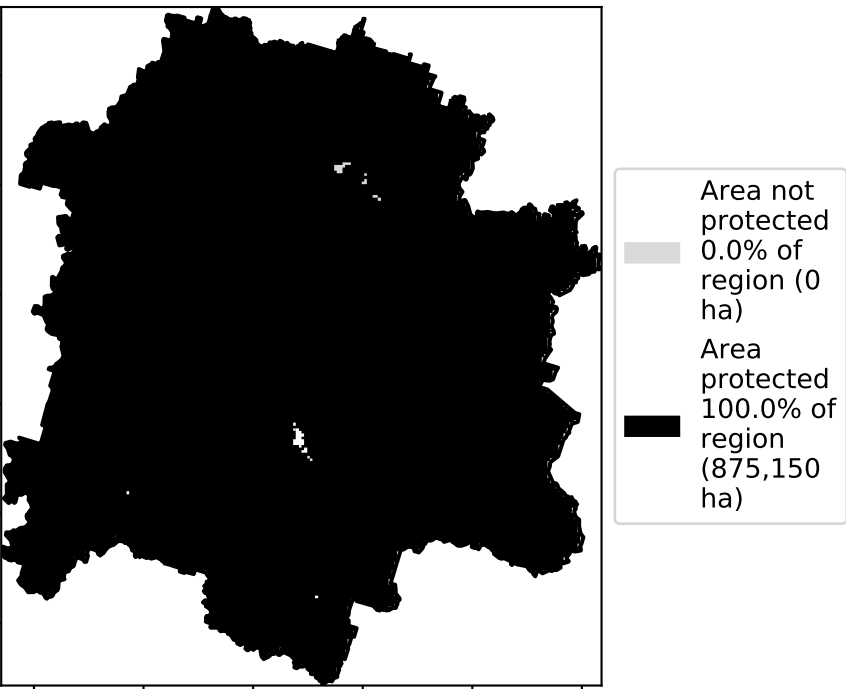 Area not
protected
0.0% of
region (0
ha)
Area
protected
100.0% of
region
(875,150
ha)